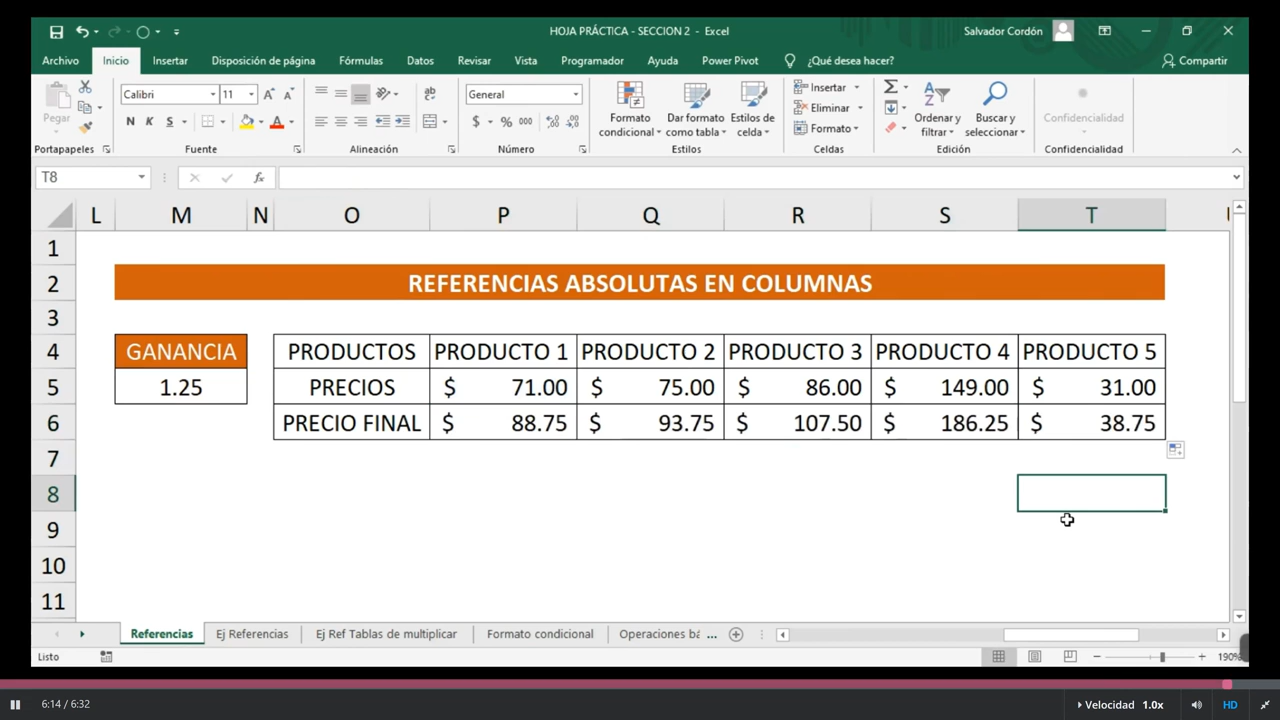 HOJA PRÁCTICA - SECCION 2 - Excel
Salvador Cordón
Archivo Inicio Insertar Disposición de página Fórmulas Datos Revisar Vista Programador Ayuda Power Pivot ¿Qué desea hacer? Compartir
Pegar
Calibri 11
N K S
General
$ % 000
Formato condicional
Dar formato como tabla
Estilos de celda
Insertar
Eliminar
Formato
Ordenar y filtrar
Buscar y seleccionar
Confidencialidad
Portapapeles Fuente Alineación Número Estilos Celdas Edición Confidencialidad
T8 fx
L M N O P Q R S T
1
2 REFERENCIAS ABSOLUTAS EN COLUMNAS
3
4 GANANCIA PRODUCTOS PRODUCTO 1 PRODUCTO 2 PRODUCTO 3 PRODUCTO 4 PRODUCTO 5
5 1.25 PRECIOS $ 71.00 $ 75.00 $ 86.00 $ 149.00 $ 31.00
6 PRECIO FINAL $ 88.75 $ 93.75 $ 107.50 $ 186.25 $ 38.75
7
8
9
10
11
Referencias Ej Referencias Ej Ref Tablas de multiplicar Formato condicional Operaciones bá ...
Listo 190%
6:14 / 6:32 Velocidad 1.0x HD